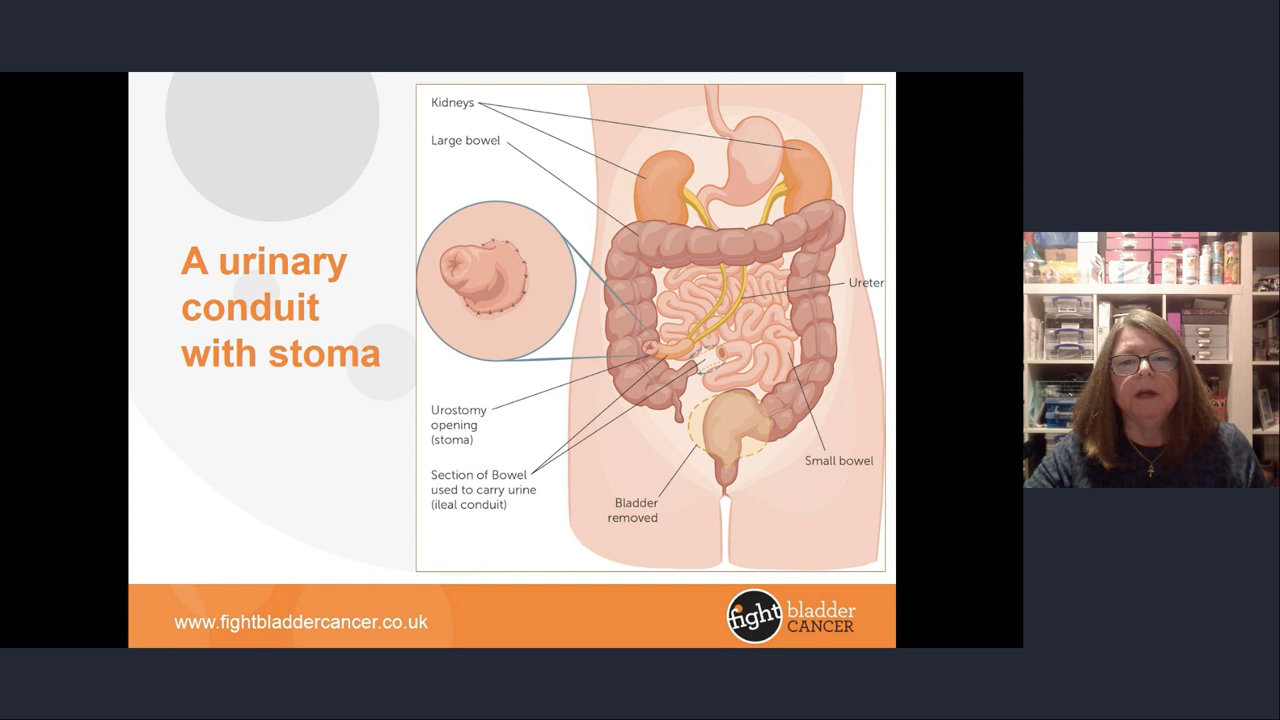 A urinary
conduit
with stoma
Kidneys
Large bowel
Ureter
Urostomy
opening
(stoma)
Section of Bowel
used to carry urine
(ileal conduit)
Small bowel
Bladder
removed
www.fightbladdercancer.co.uk
fight bladder
CANCER